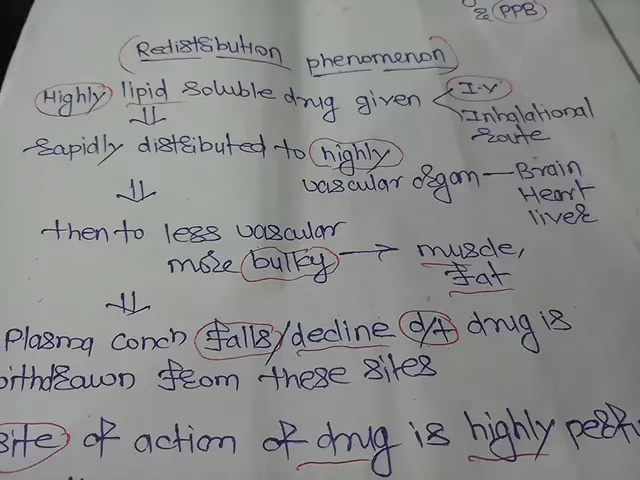 & PPB
(Redistribution phenomenon)
Highly lipid soluble drug given < I.V
Inhalational
route
⇓
rapidly distributed to highly
vascular organ — Brain
Heart
liver
⇓
then to less vascular
more bulky → muscle,
fat
⇓
Plasma conch falls/decline d/t drug is
withdrawn from these sites
site of action of drug is highly